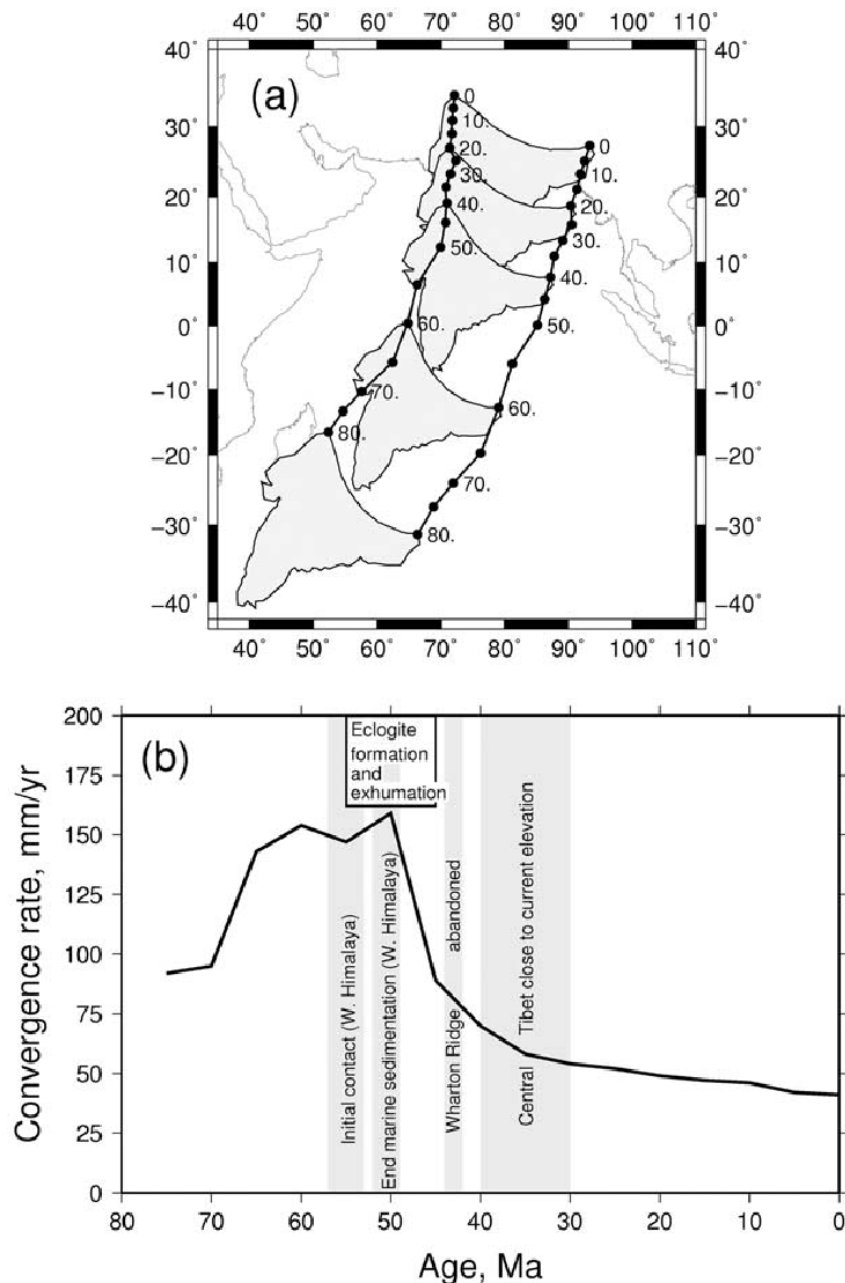 40° 50° 60° 70° 80° 90° 100° 110°
(a)
40° 40°
30° 30°
20° 20°
10° 10°
0° 0°
−10° −10°
−20° −20°
−30° −30°
−40° −40°
0 0
10. 10.
20. 20.
30. 30.
40. 40.
50. 50.
60. 60.
70. 70.
80. 80.
40° 50° 60° 70° 80° 90° 100° 110°
(b)
Convergence rate, mm/yr
200
175
150
125
100
75
50
25
0
Eclogite
formation
and
exhumation
Initial contact (W. Himalaya)
End marine sedimentation (W. Himalaya)
Wharton Ridge abandoned
Central Tibet close to current elevation
80 70 60 50 40 30 20 10 0
Age, Ma